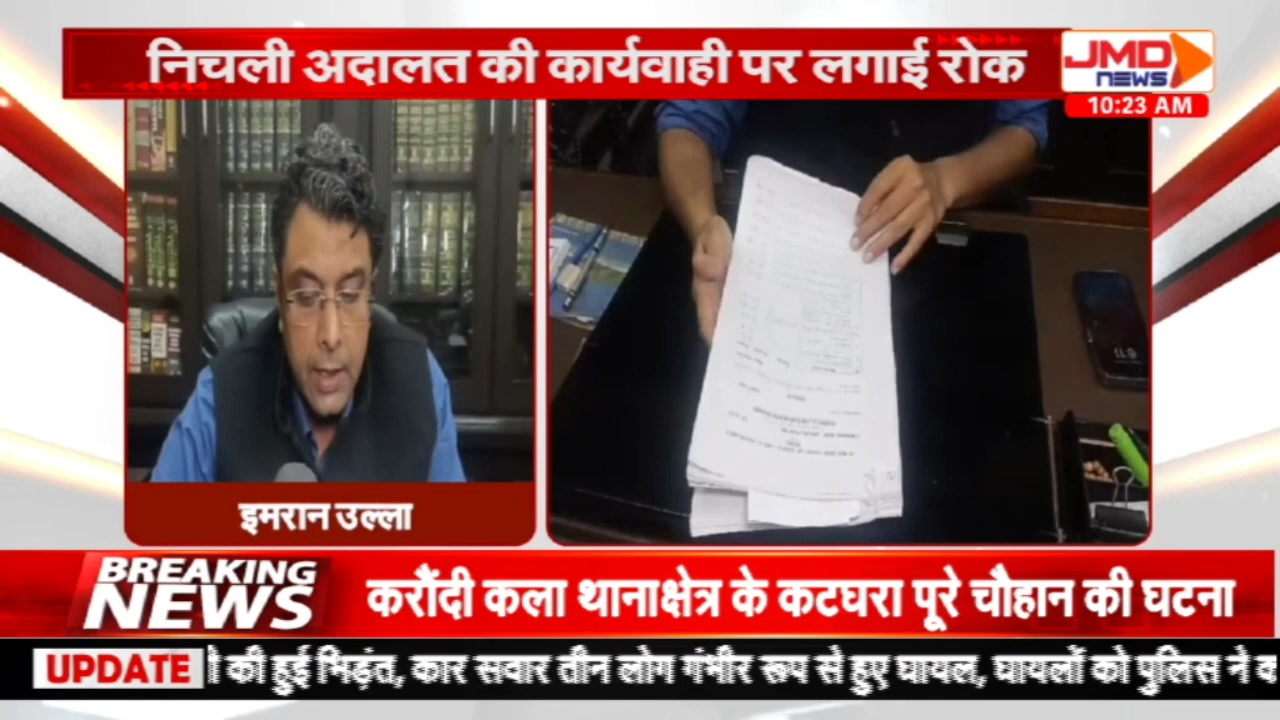 निचली अदालत की कार्यवाही पर लगाई रोक
JMD
NEWS
10:23 AM
इमरान उल्ला
BREAKING
NEWS
करौंदी कला थानाक्षेत्र के कटघरा पूरे चौहान की घटना
UPDATE
की हुई भिड़ंत, कार सवार तीन लोग गंभीर रूप से हुए घायल, घायलों को पुलिस ने